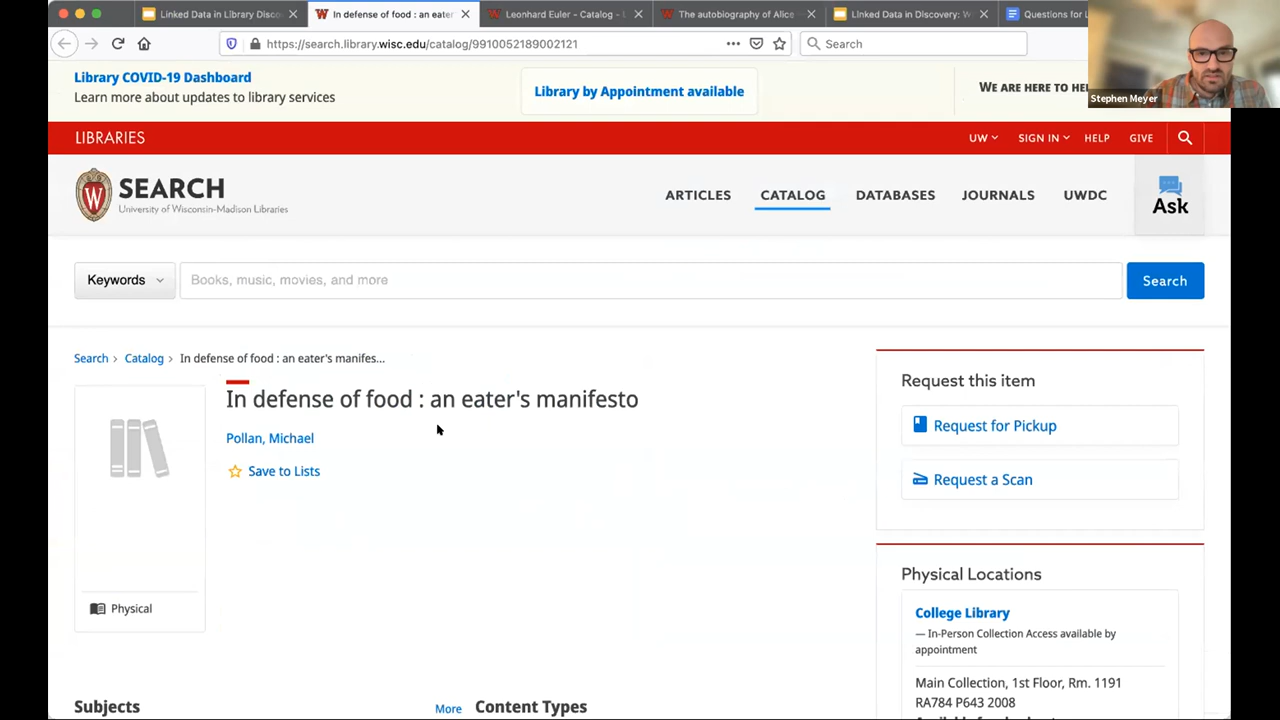 Linked Data in Library Disco
In defense of food : an eater
Leonhard Euler - Catalog - L
The autobiography of Alice
Linked Data in Discovery: W
Questions for L
https://search.library.wisc.edu/catalog/9910052189002121
Search
Stephen Meyer
Library COVID-19 Dashboard
Learn more about updates to library services
Library by Appointment available
WE ARE HERE TO HE
LIBRARIES
UW
SIGN IN
HELP
GIVE
SEARCH
University of Wisconsin-Madison Libraries
ARTICLES
CATALOG
DATABASES
JOURNALS
UWDC
Ask
Keywords
Books, music, movies, and more
Search
Search › Catalog › In defense of food : an eater's manifes...
In defense of food : an eater's manifesto
Pollan, Michael
Save to Lists
Physical
Subjects
More
Content Types
Request this item
Request for Pickup
Request a Scan
Physical Locations
College Library
— In-Person Collection Access available by
appointment
Main Collection, 1st Floor, Rm. 1191
RA784 P643 2008